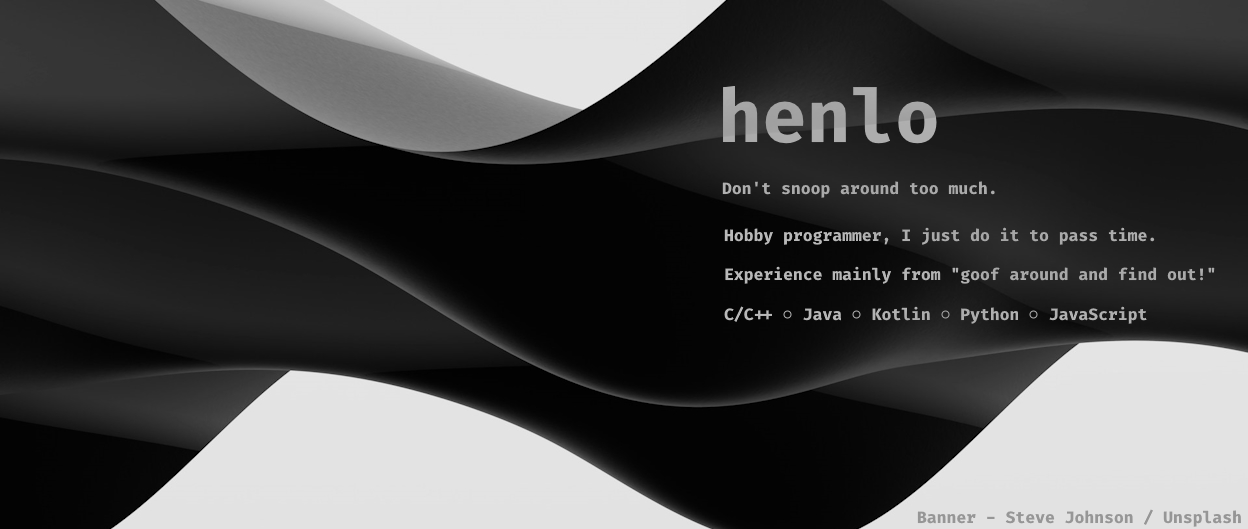 henlo
Don't snoop around too much.
Hobby programmer, I just do it to pass time.
Experience mainly from "goof around and find out!"
C/C++ ○ Java ○ Kotlin ○ Python ○ JavaScript
Banner - Steve Johnson / Unsplash